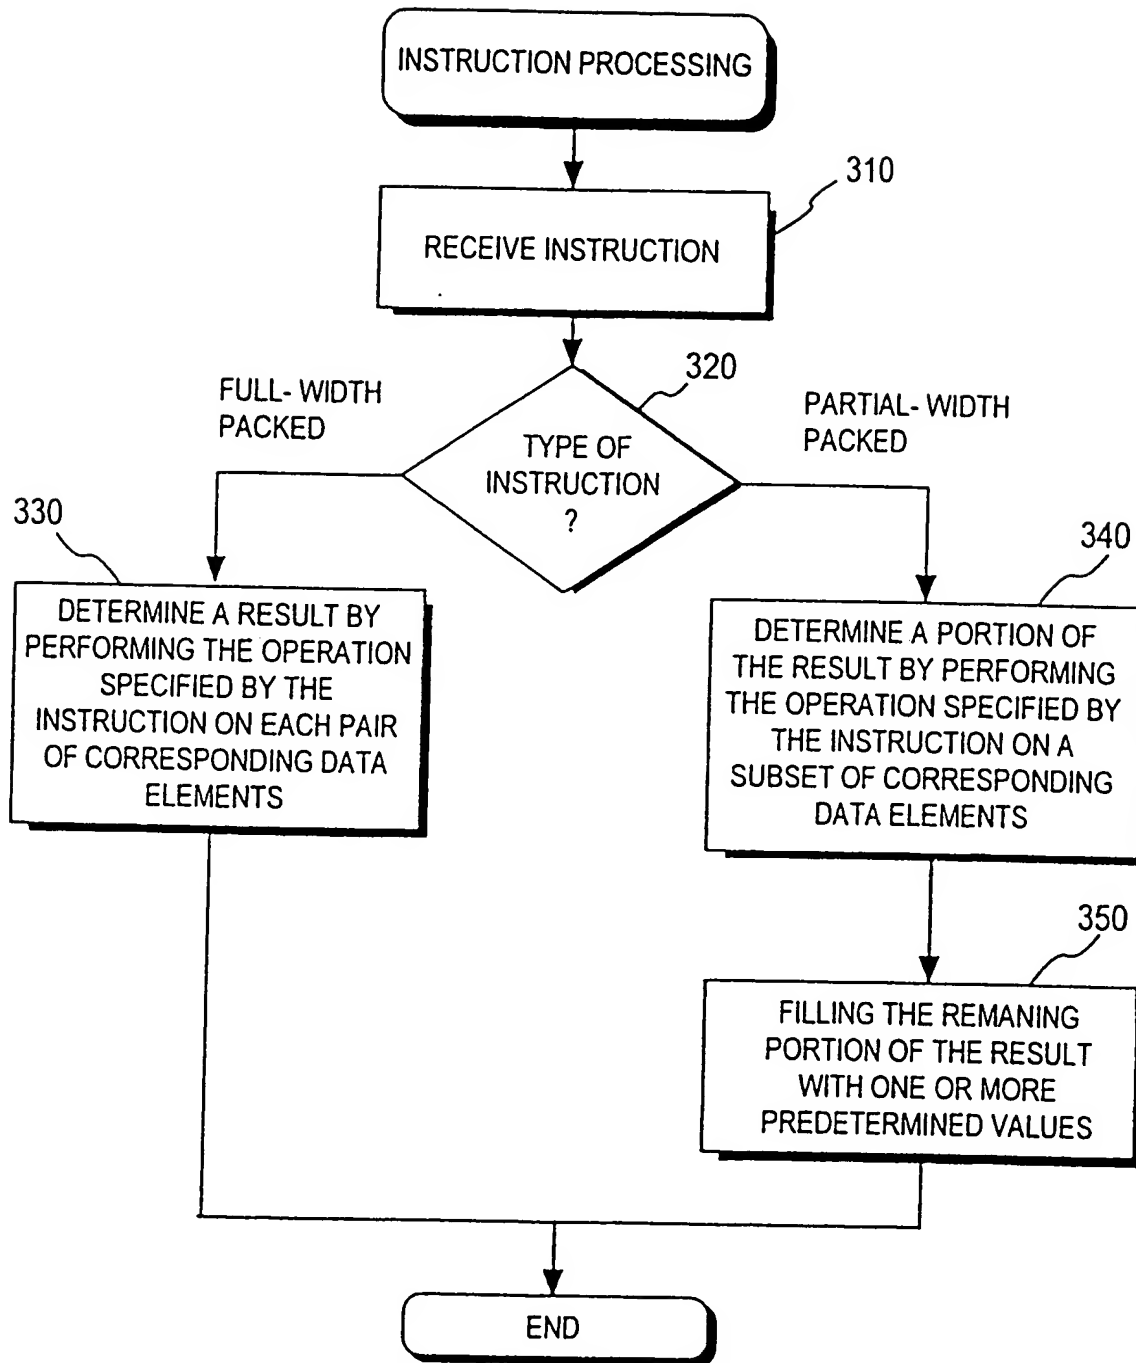 INSTRUCTION PROCESSING
310
RECEIVE INSTRUCTION
320
FULL- WIDTH
PACKED
PARTIAL- WIDTH
PACKED
TYPE OF
INSTRUCTION
?
330
DETERMINE A RESULT BY
PERFORMING THE OPERATION
SPECIFIED BY THE
INSTRUCTION ON EACH PAIR
OF CORRESPONDING DATA
ELEMENTS
340
DETERMINE A PORTION OF
THE RESULT BY PERFORMING
THE OPERATION SPECIFIED BY
THE INSTRUCTION ON A
SUBSET OF CORRESPONDING
DATA ELEMENTS
350
FILLING THE REMANING
PORTION OF THE RESULT
WITH ONE OR MORE
PREDETERMINED VALUES
END